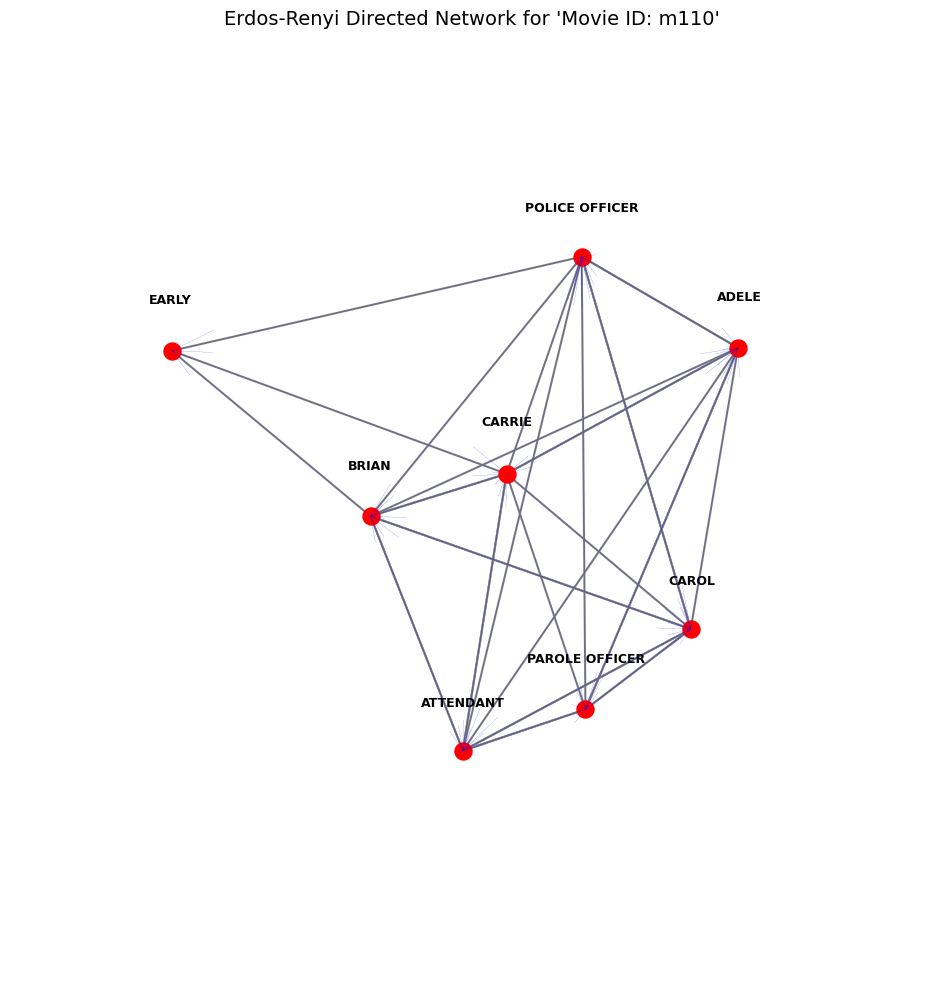 Erdos-Renyi Directed Network for 'Movie ID: m110'
POLICE OFFICER
ADELE
EARLY
CARRIE
BRIAN
CAROL
PAROLE OFFICER
ATTENDANT